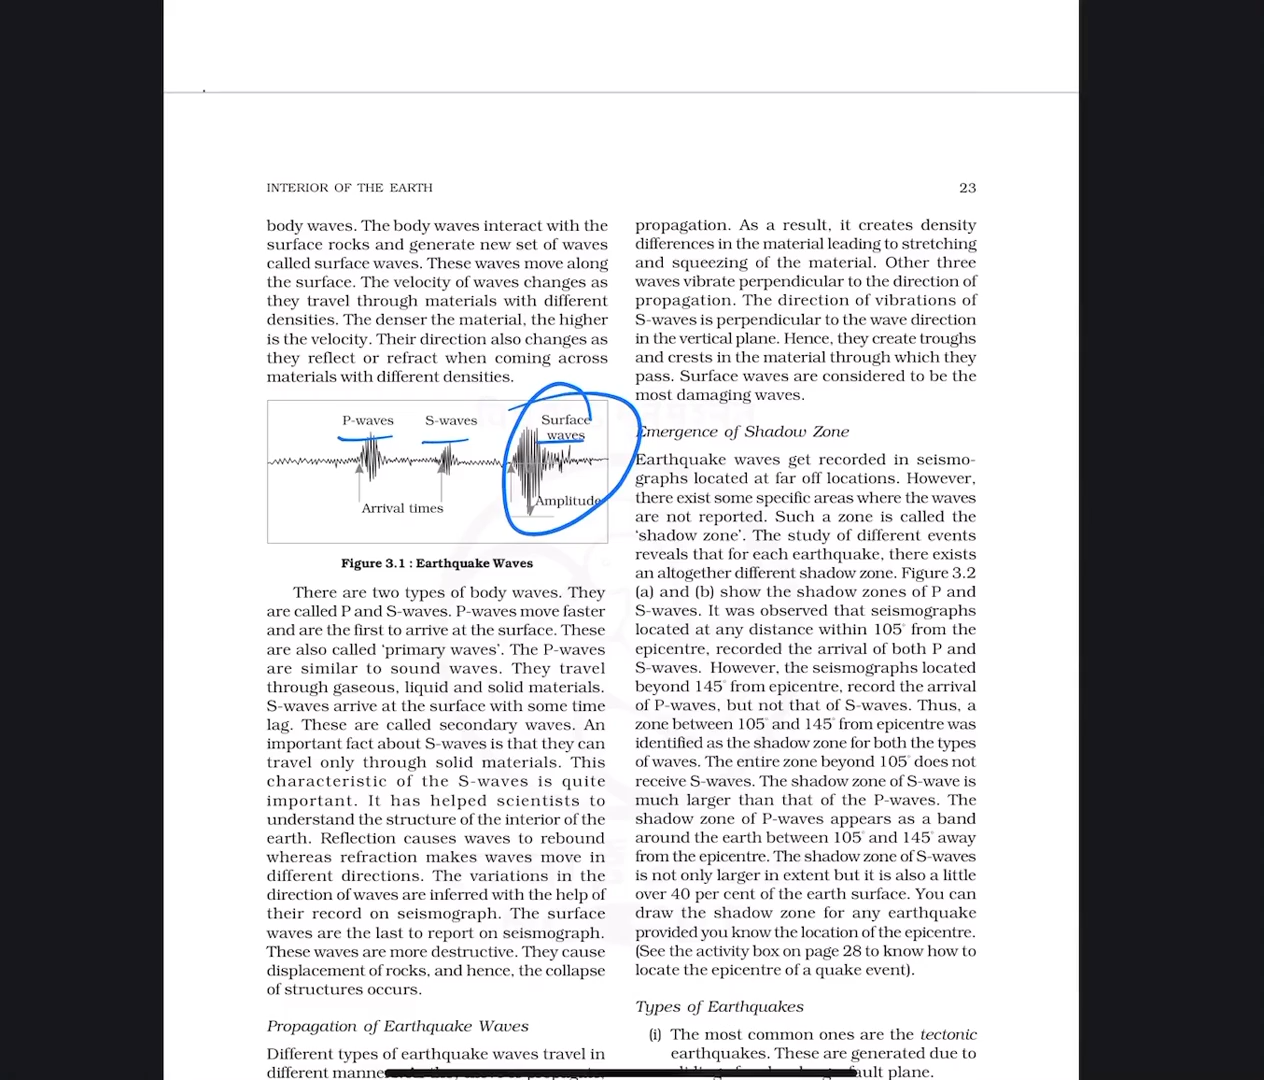 INTERIOR OF THE EARTH
23
body waves. The body waves interact with the
surface rocks and generate new set of waves
called surface waves. These waves move along
the surface. The velocity of waves changes as
they travel through materials with different
densities. The denser the material, the higher
is the velocity. Their direction also changes as
they reflect or refract when coming across
materials with different densities.
P-waves
S-waves
Surface
waves
Arrival times
Amplitude
Figure 3.1 : Earthquake Waves
There are two types of body waves. They
are called P and S-waves. P-waves move faster
and are the first to arrive at the surface. These
are also called ‘primary waves’. The P-waves
are similar to sound waves. They travel
through gaseous, liquid and solid materials.
S-waves arrive at the surface with some time
lag. These are called secondary waves. An
important fact about S-waves is that they can
travel only through solid materials. This
characteristic of the S-waves is quite
important. It has helped scientists to
understand the structure of the interior of the
earth. Reflection causes waves to rebound
whereas refraction makes waves move in
different directions. The variations in the
direction of waves are inferred with the help of
their record on seismograph. The surface
waves are the last to report on seismograph.
These waves are more destructive. They cause
displacement of rocks, and hence, the collapse
of structures occurs.
Propagation of Earthquake Waves
Different types of earthquake waves travel in
different
propagation. As a result, it creates density
differences in the material leading to stretching
and squeezing of the material. Other three
waves vibrate perpendicular to the direction of
propagation. The direction of vibrations of
S-waves is perpendicular to the wave direction
in the vertical plane. Hence, they create troughs
and crests in the material through which they
pass. Surface waves are considered to be the
most damaging waves.
Emergence of Shadow Zone
Earthquake waves get recorded in seismo-
graphs located at far off locations. However,
there exist some specific areas where the waves
are not reported. Such a zone is called the
‘shadow zone’. The study of different events
reveals that for each earthquake, there exists
an altogether different shadow zone. Figure 3.2
(a) and (b) show the shadow zones of P and
S-waves. It was observed that seismographs
located at any distance within 105° from the
epicentre, recorded the arrival of both P and
S-waves. However, the seismographs located
beyond 145° from epicentre, record the arrival
of P-waves, but not that of S-waves. Thus, a
zone between 105° and 145° from epicentre was
identified as the shadow zone for both the types
of waves. The entire zone beyond 105° does not
receive S-waves. The shadow zone of S-wave is
much larger than that of the P-waves. The
shadow zone of P-waves appears as a band
around the earth between 105° and 145° away
from the epicentre. The shadow zone of S-waves
is not only larger in extent but it is also a little
over 40 per cent of the earth surface. You can
draw the shadow zone for any earthquake
provided you know the location of the epicentre.
(See the activity box on page 28 to know how to
locate the epicentre of a quake event).
Types of Earthquakes
(i) The most common ones are the tectonic
earthquakes. These are generated due to
plane.